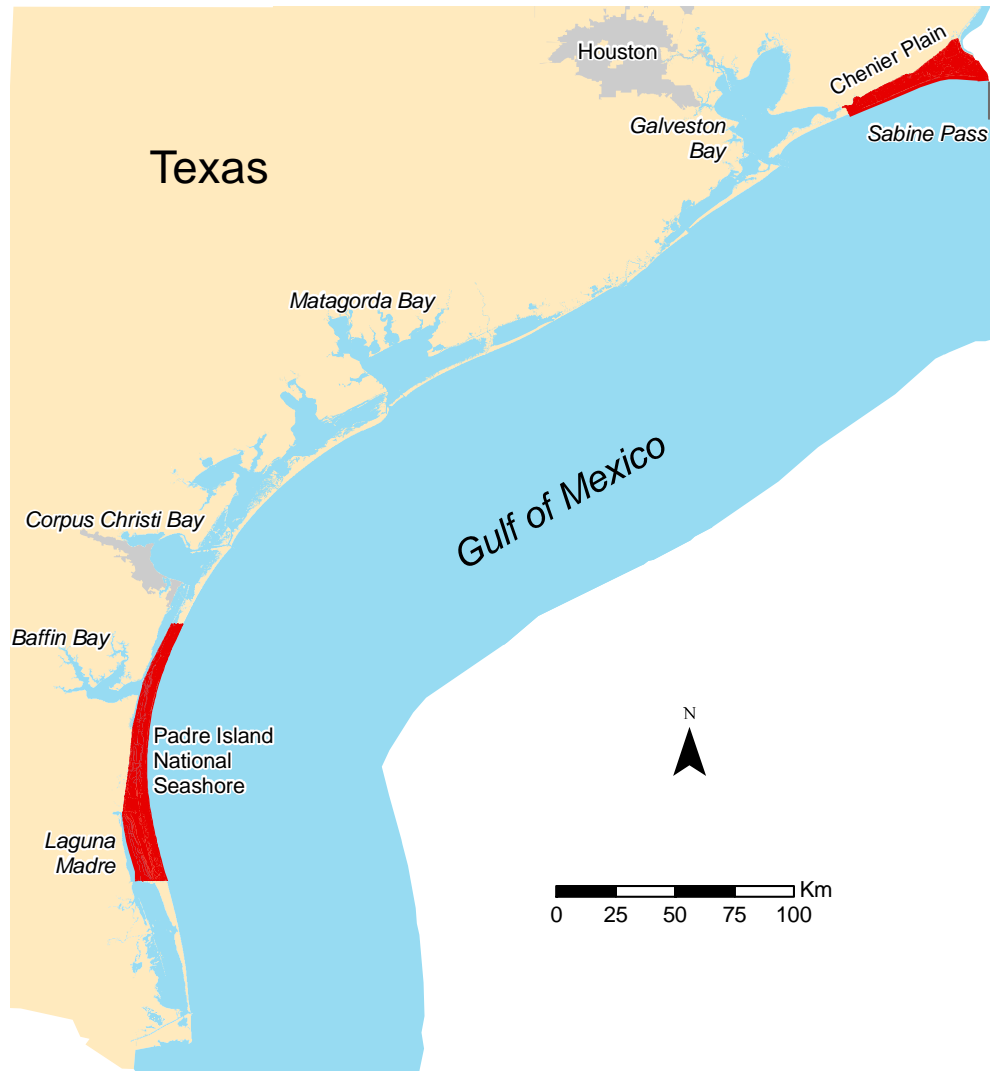 Houston
Chenier Plain
Galveston
Bay
Sabine Pass
Texas
Matagorda Bay
Gulf of Mexico
Corpus Christi Bay
Baffin Bay
Padre Island
National
Seashore
Laguna
Madre
N
Km
0 25 50 75 100